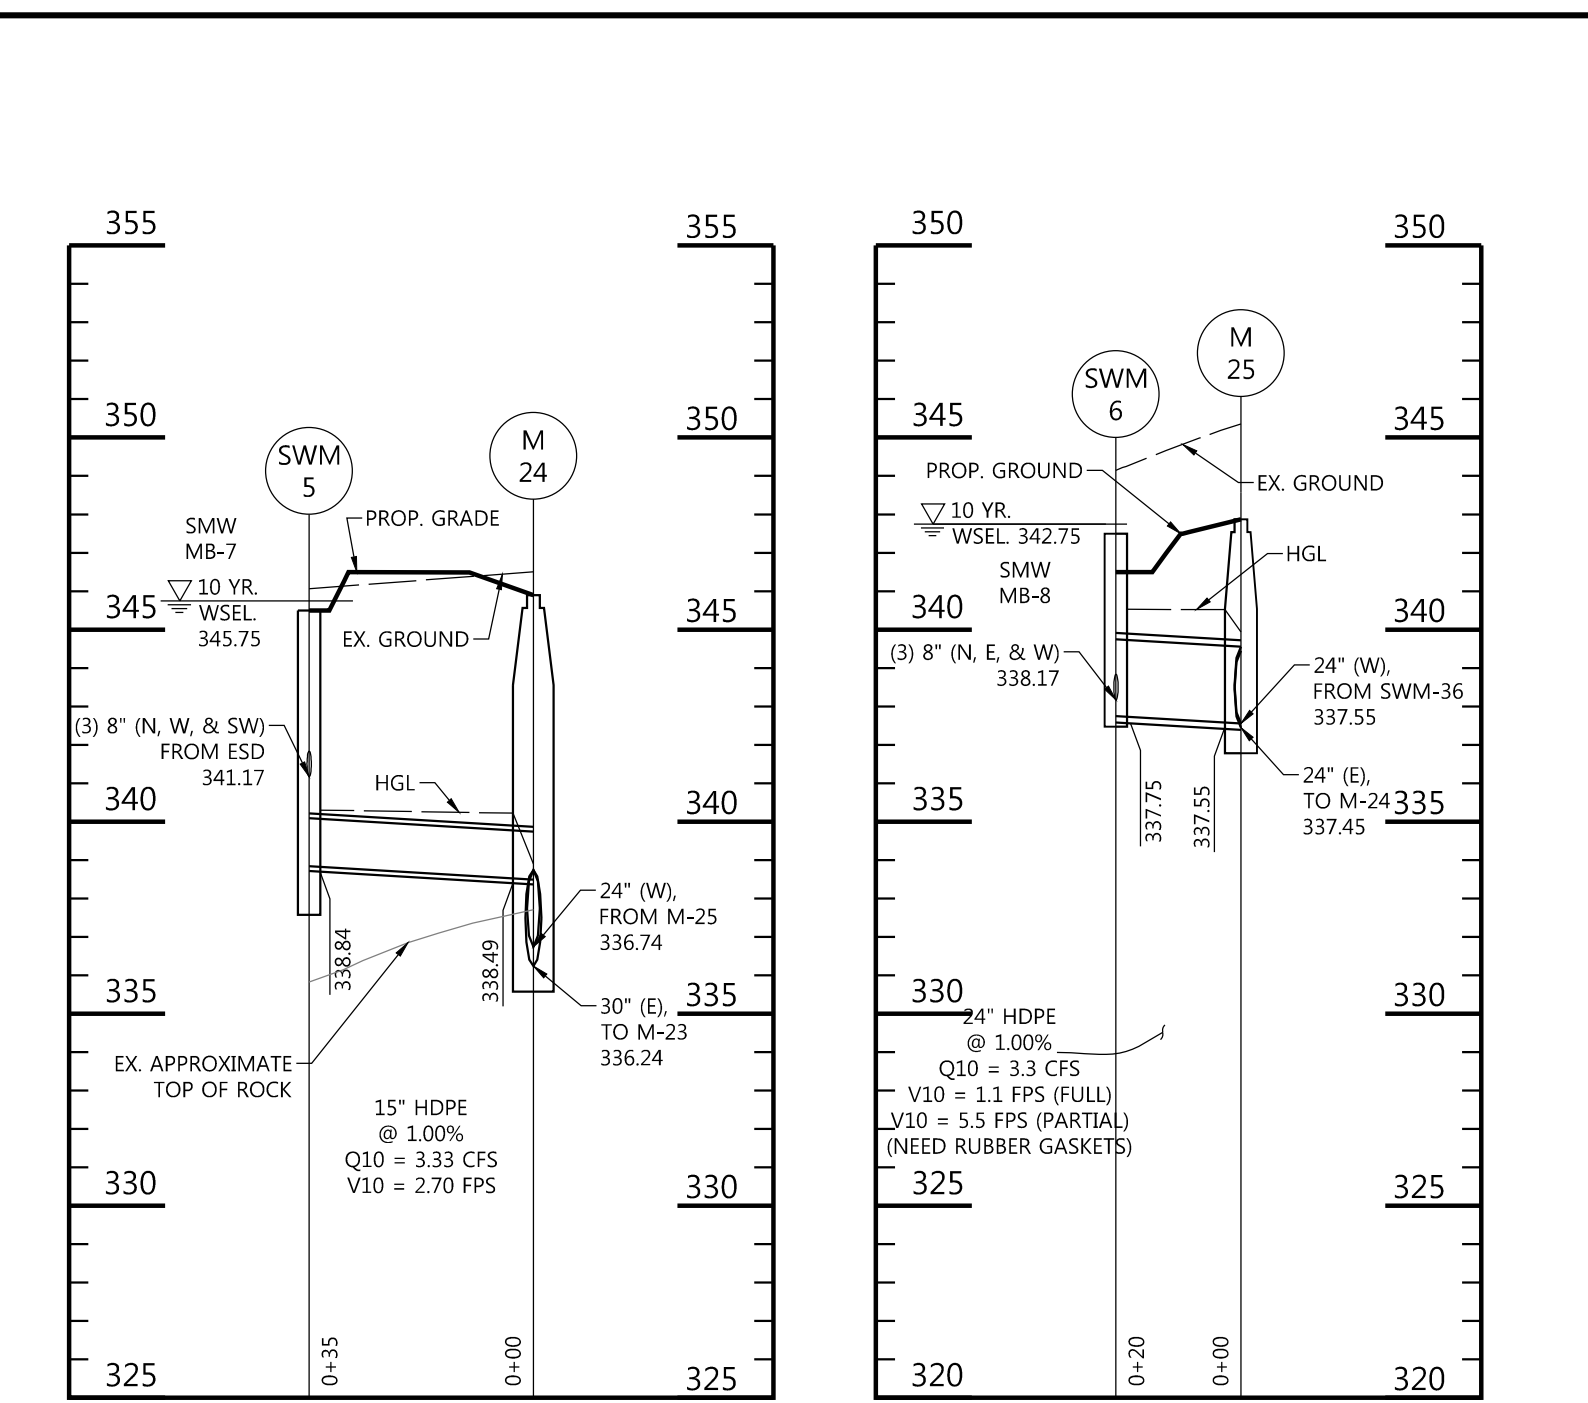 355
355
350
350
345
345
340
340
335
335
330
330
325
325
SWM
5
M
24
SMW
MB-7
10 YR.
WSEL.
345.75
PROP. GRADE
EX. GROUND
(3) 8" (N, W, & SW)
FROM ESD
341.17
HGL
338.84
338.49
24" (W),
FROM M-25
336.74
30" (E),
TO M-23
336.24
EX. APPROXIMATE
TOP OF ROCK
15" HDPE
@ 1.00%
Q10 = 3.33 CFS
V10 = 2.70 FPS
0+35
0+00
350
350
345
345
340
340
335
335
330
330
325
325
320
320
SWM
6
M
25
PROP. GROUND
EX. GROUND
10 YR.
WSEL. 342.75
SMW
MB-8
HGL
(3) 8" (N, E, & W)
338.17
24" (W),
FROM SWM-36
337.55
24" (E),
TO M-24
337.45
337.75
337.55
24" HDPE
@ 1.00%
Q10 = 3.3 CFS
V10 = 1.1 FPS (FULL)
V10 = 5.5 FPS (PARTIAL)
(NEED RUBBER GASKETS)
0+20
0+00